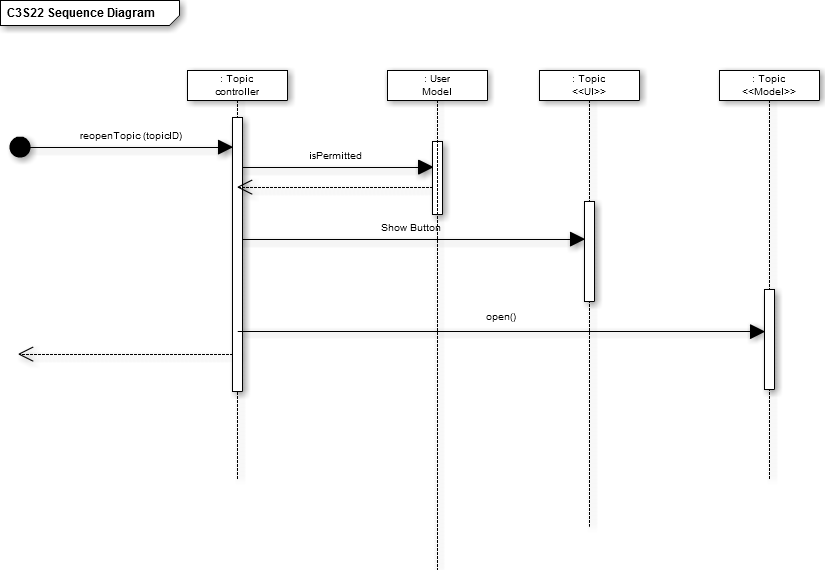 C3S22 Sequence Diagram
: Topic
controller
: User
Model
: Topic
<<UI>>
: Topic
<<Model>>
reopenTopic (topicID)
isPermitted
Show Button
open()